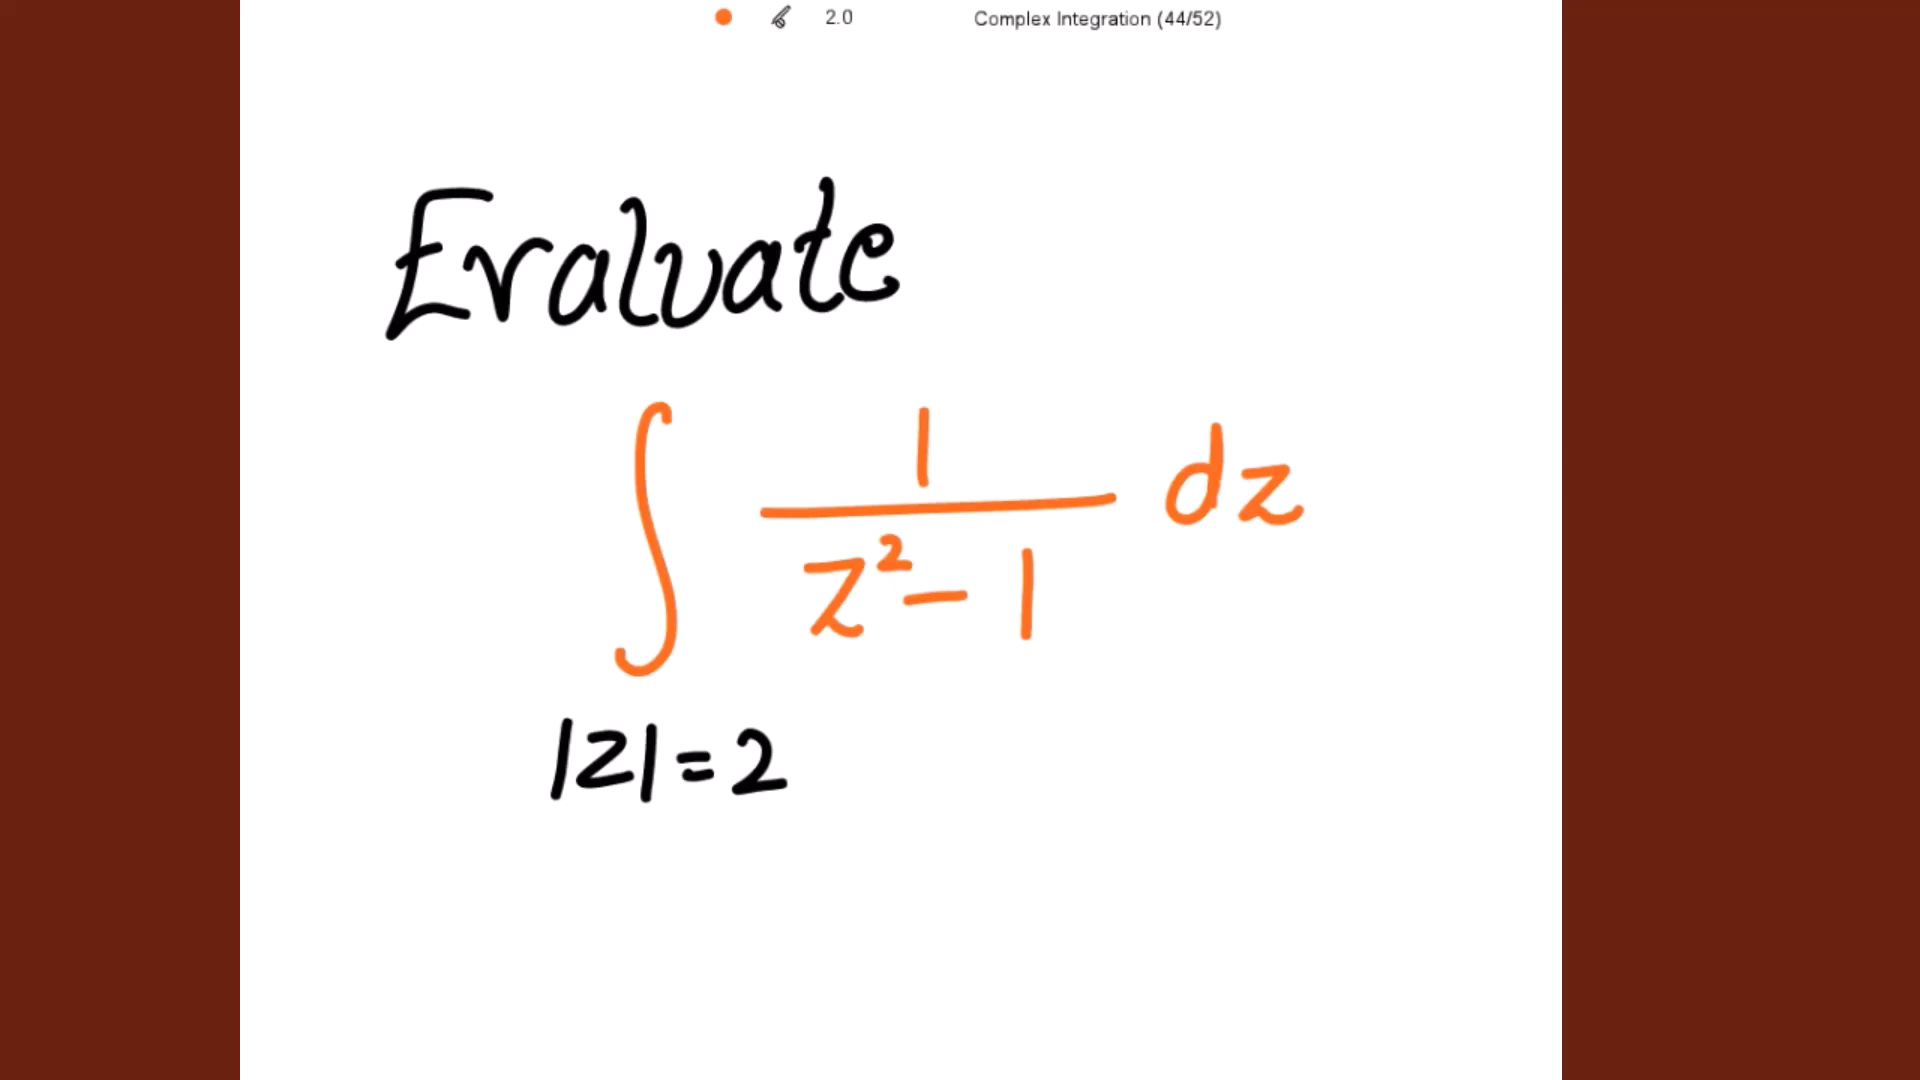 2.0 Complex Integration (44/52)
Evaluate
∫ 1/(z²-1) dz
|z|=2